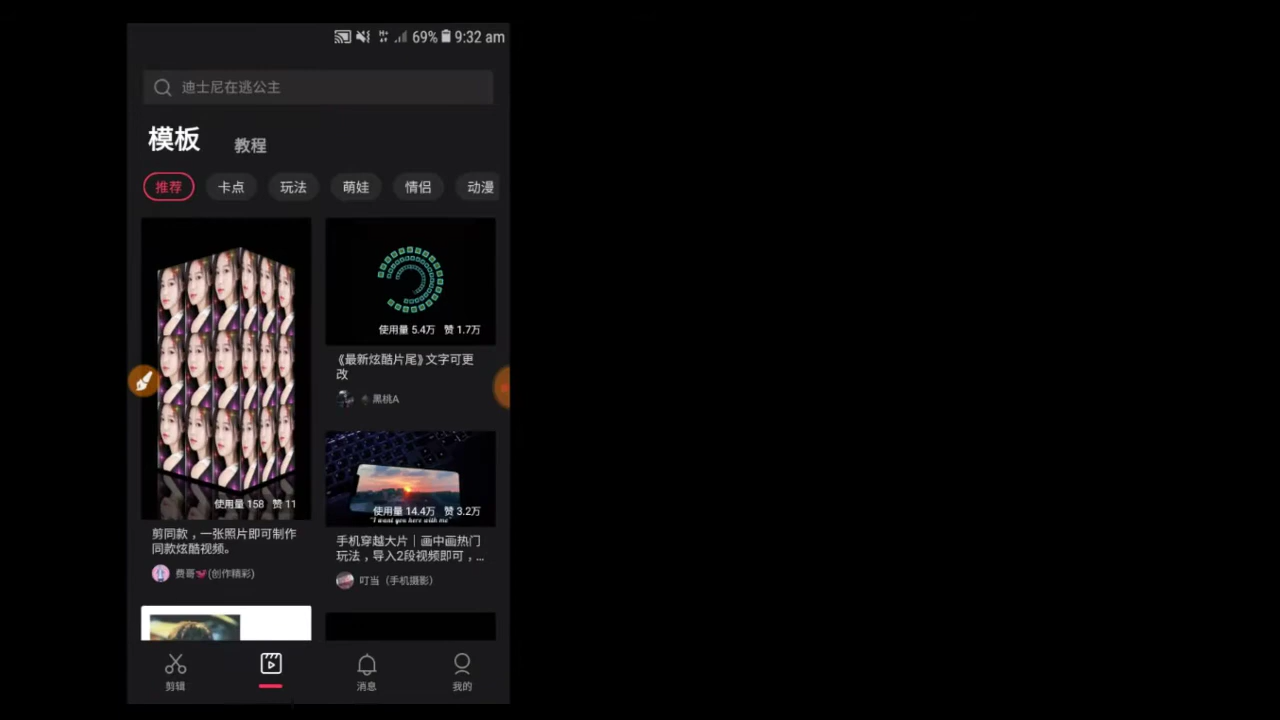 69% 9:32 am
迪士尼在逃公主
模板 教程
推荐 卡点 玩法 萌娃 情侣 动漫
使用量 158 赞 11
剪同款，一张照片即可制作
同款炫酷视频。
费哥💋(创作精彩)
使用量 5.4万 赞 1.7万
《最新炫酷片尾》文字可更
改
黑桃A
使用量 14.4万 赞 3.2万
"I want you here with me"
手机穿越大片｜画中画热门
玩法，导入2段视频即可，...
叮当（手机摄影）
剪辑 消息 我的